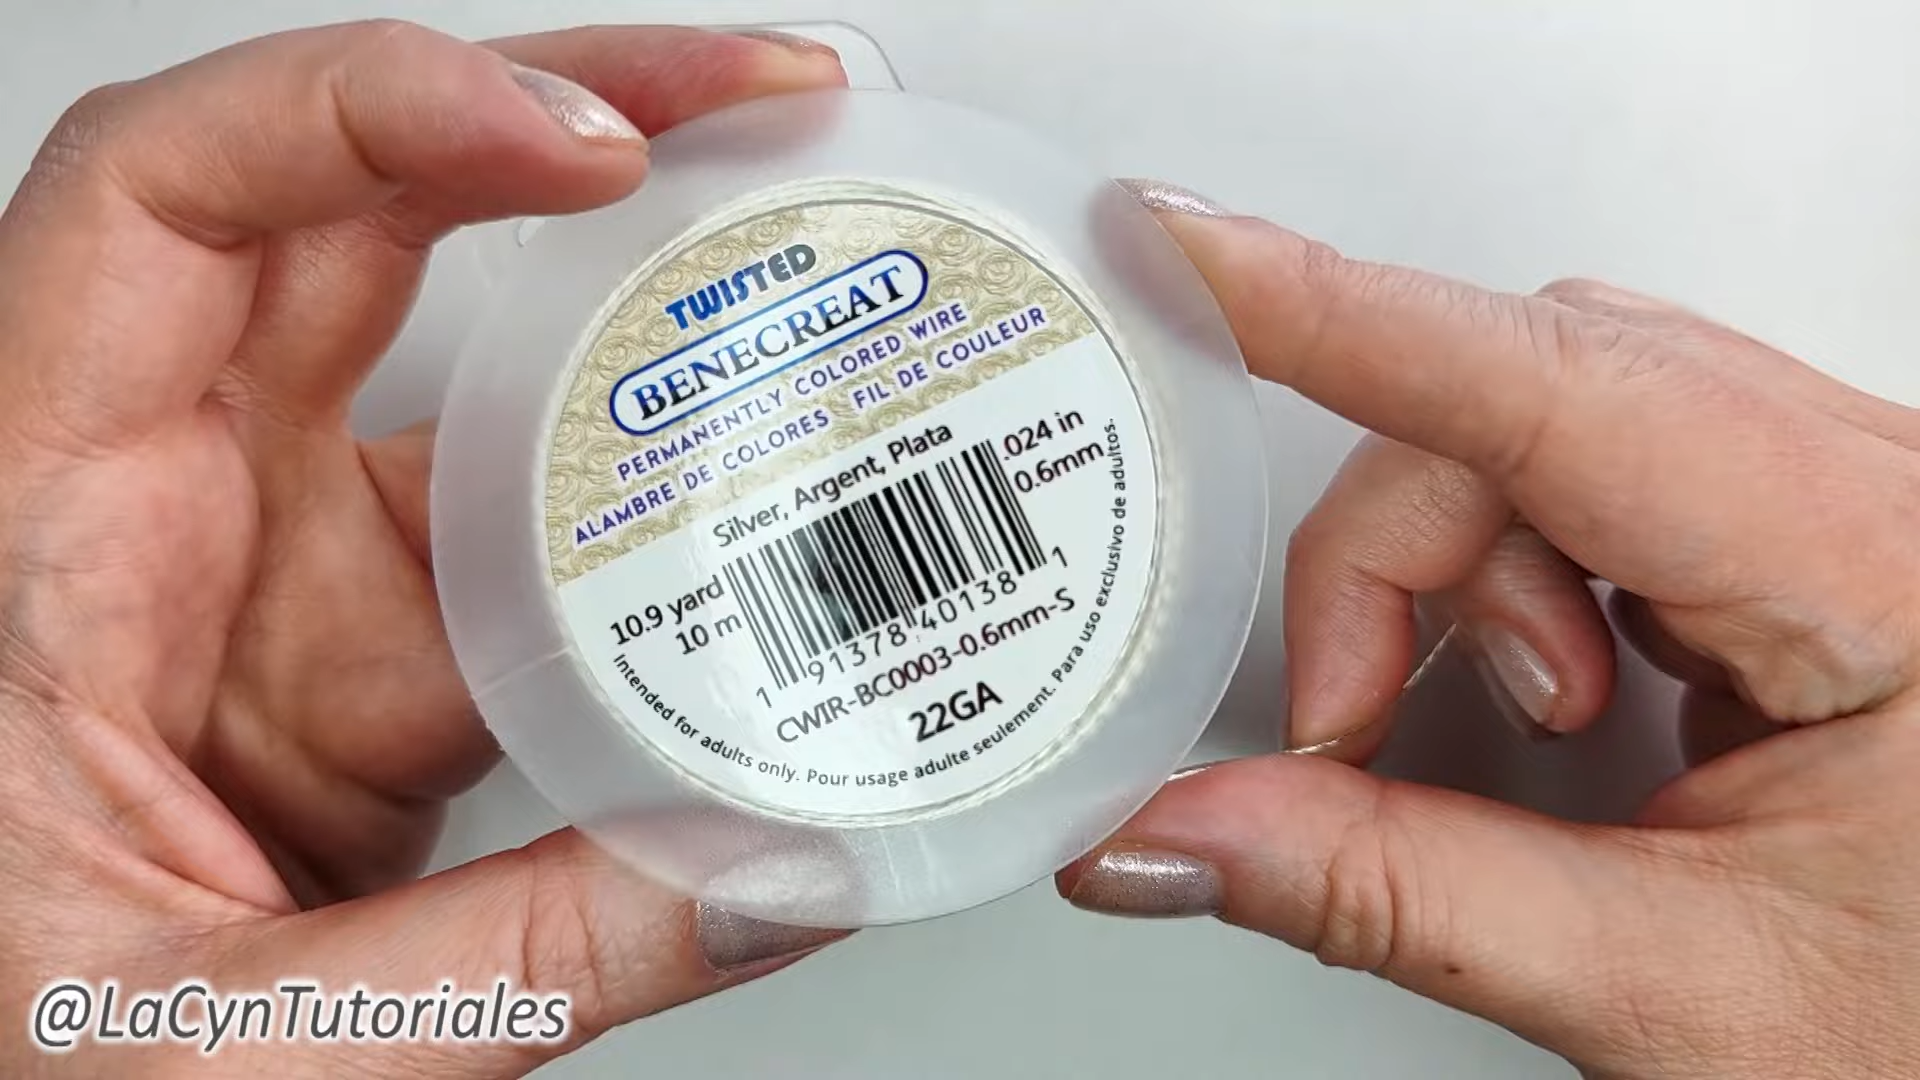 TWISTED
BENECREAT
PERMANENTLY COLORED WIRE
ALAMBRE DE COLORES FIL DE COULEUR
Silver, Argent, Plata
.024 in
0.6mm
10.9 yard
10 m
1 91378 40138 1
CWIR-BC0003-0.6mm-S
22GA
Intended for adults only. Pour usage adulte seulement. Para uso exclusivo de adultos.
@LaCynTutoriales